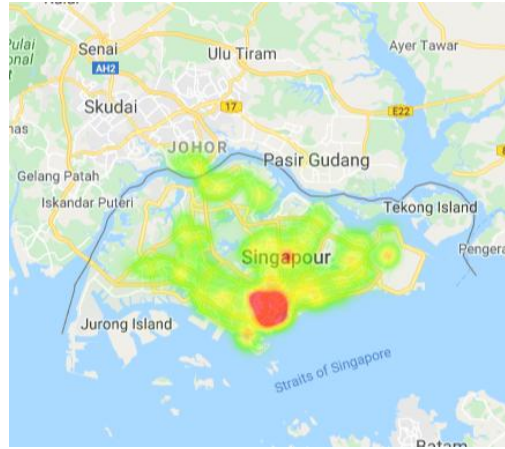 Pulai
Senai
Ulu Tiram
Ayer Tawar
AH2
Skudai
17
E22
JOHOR
Pasir Gudang
Gelang Patah
Iskandar Puteri
Tekong Island
Singapour
Pengera
Jurong Island
Straits of Singapore
Batam